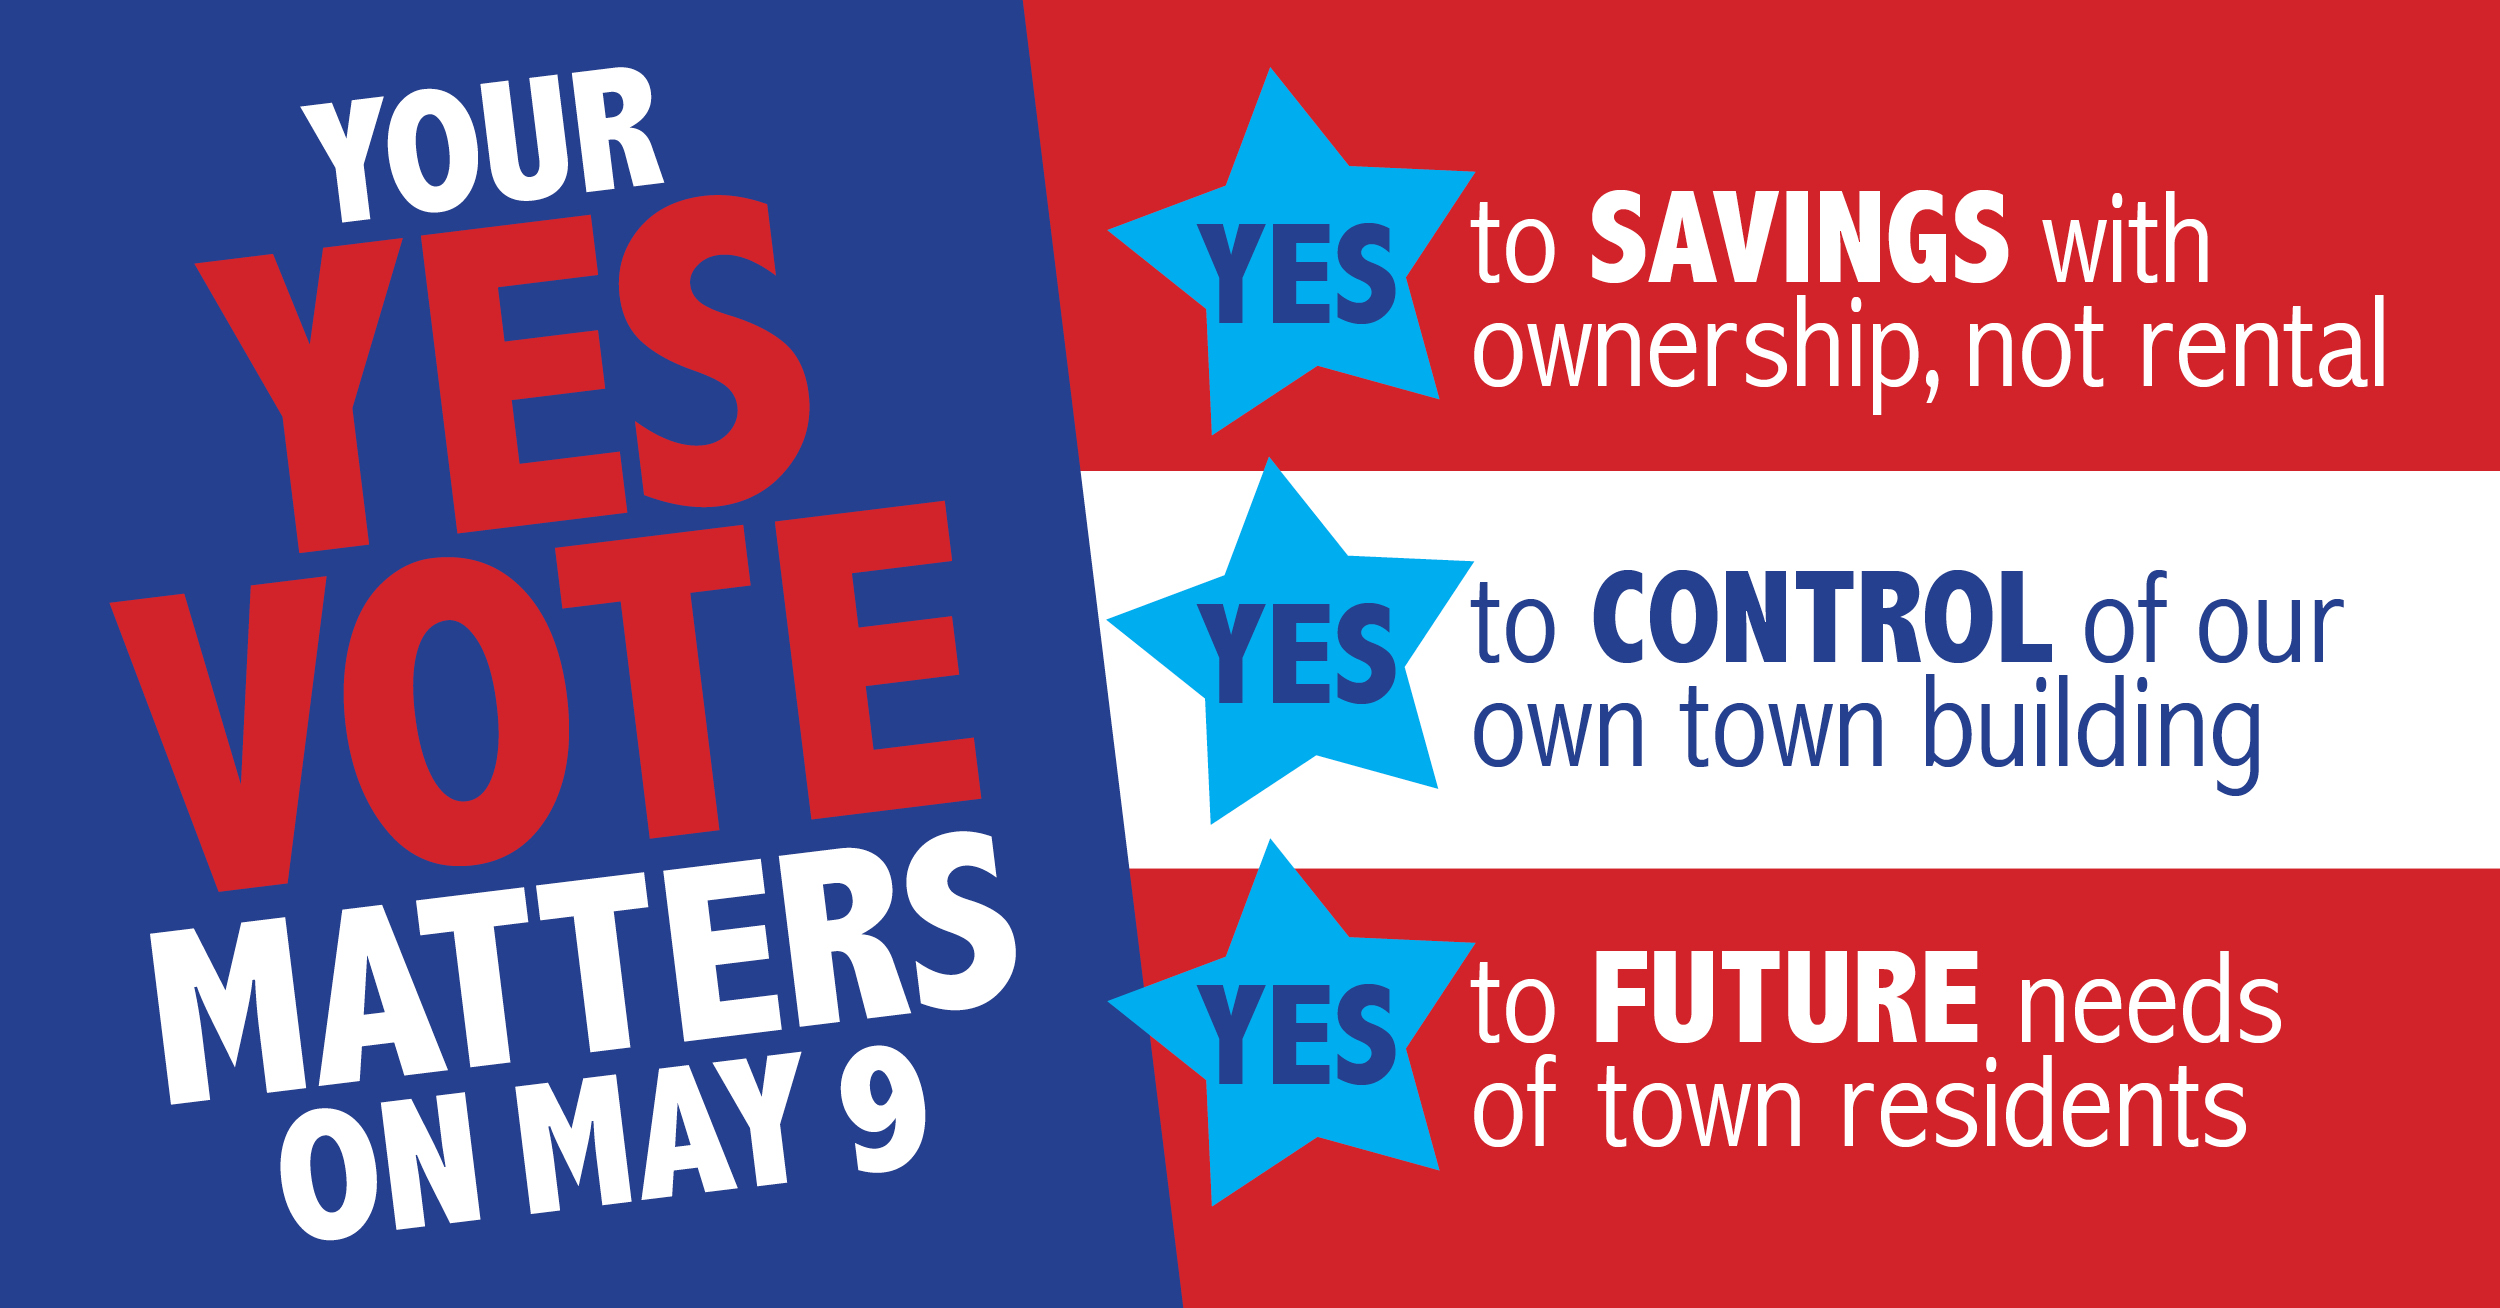 YOUR
YES
VOTE
MATTERS
ON MAY 9
YES to SAVINGS with
ownership, not rental
YES to CONTROL of our
own town building
YES to FUTURE needs
of town residents